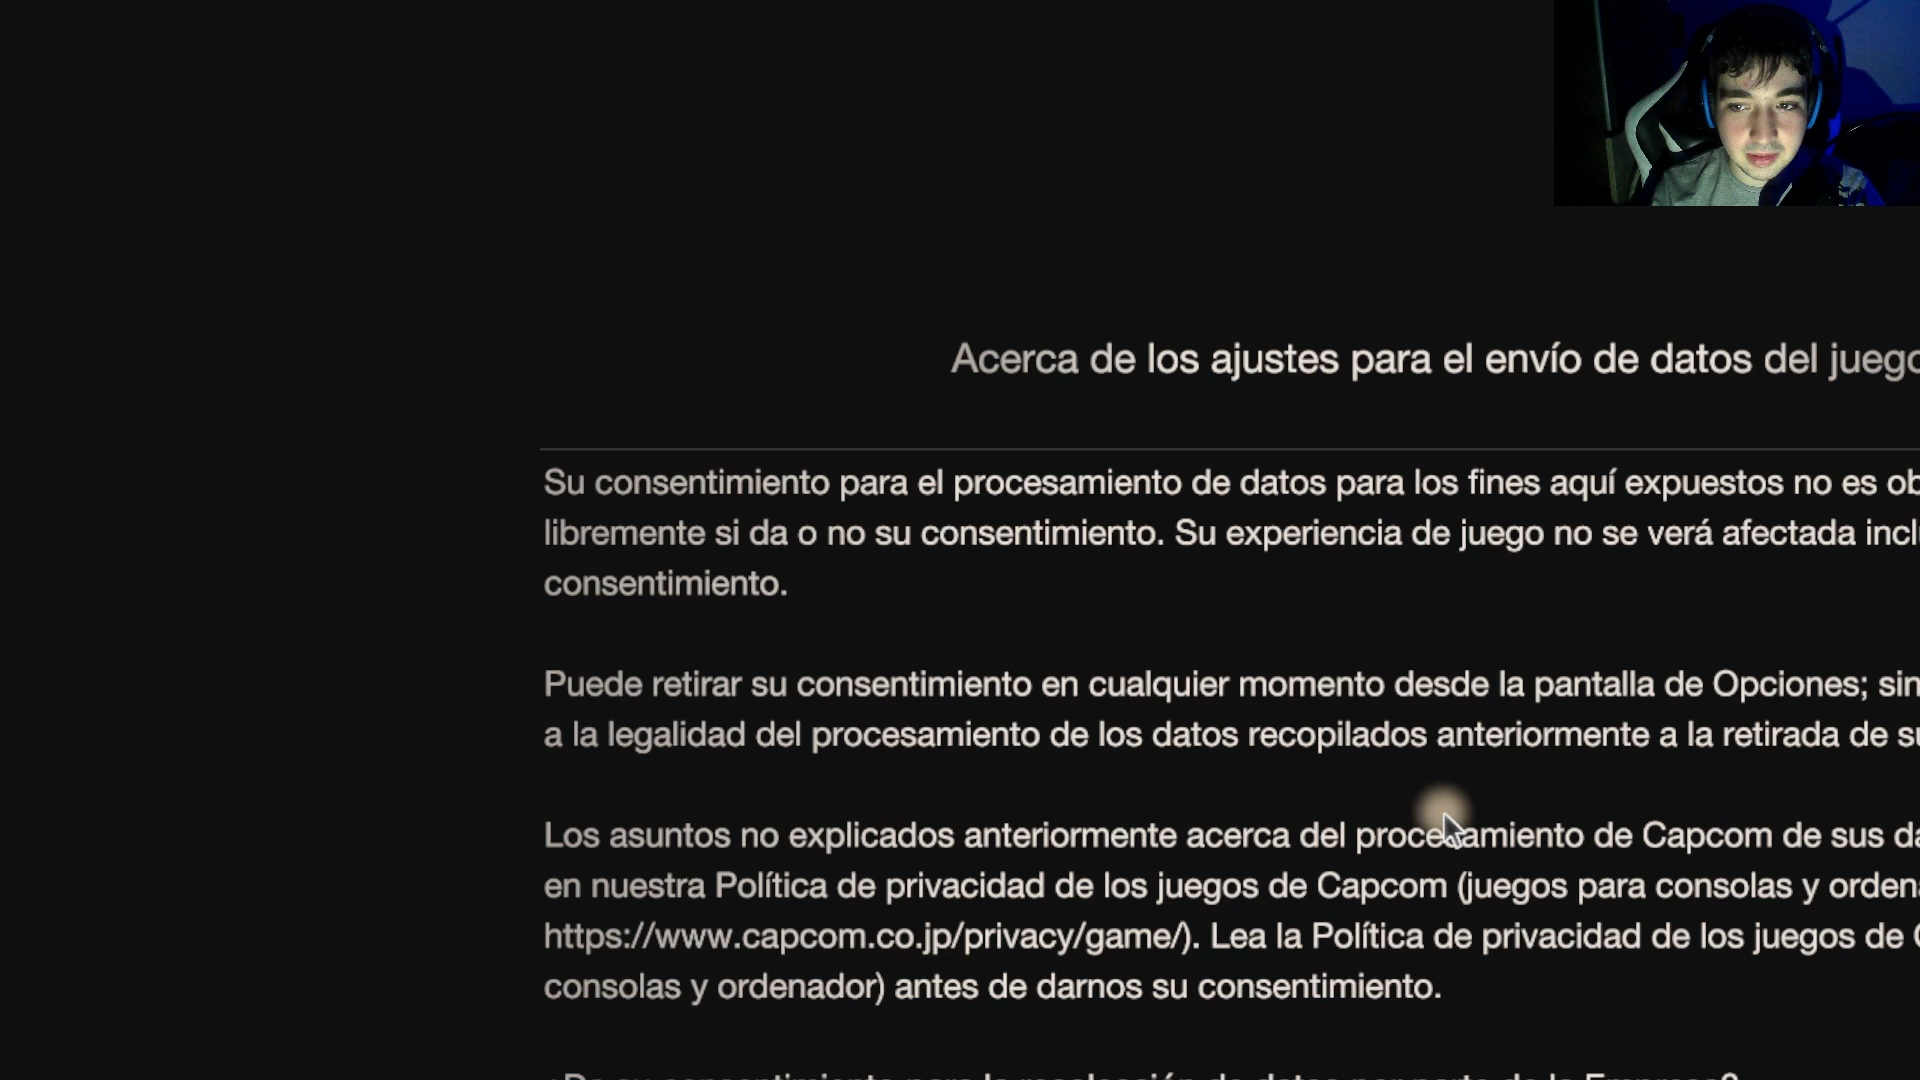 Acerca de los ajustes para el envío de datos del juego
Su consentimiento para el procesamiento de datos para los fines aquí expuestos no es
libremente si da o no su consentimiento. Su experiencia de juego no se verá afectada
consentimiento.
Puede retirar su consentimiento en cualquier momento desde la pantalla de Opciones; sin
a la legalidad del procesamiento de los datos recopilados anteriormente a la retirada de
Los asuntos no explicados anteriormente acerca del procesamiento de Capcom de sus
en nuestra Política de privacidad de los juegos de Capcom (juegos para consolas y
https://www.capcom.co.jp/privacy/game/). Lea la Política de privacidad de los juegos de
consolas y ordenador) antes de darnos su consentimiento.